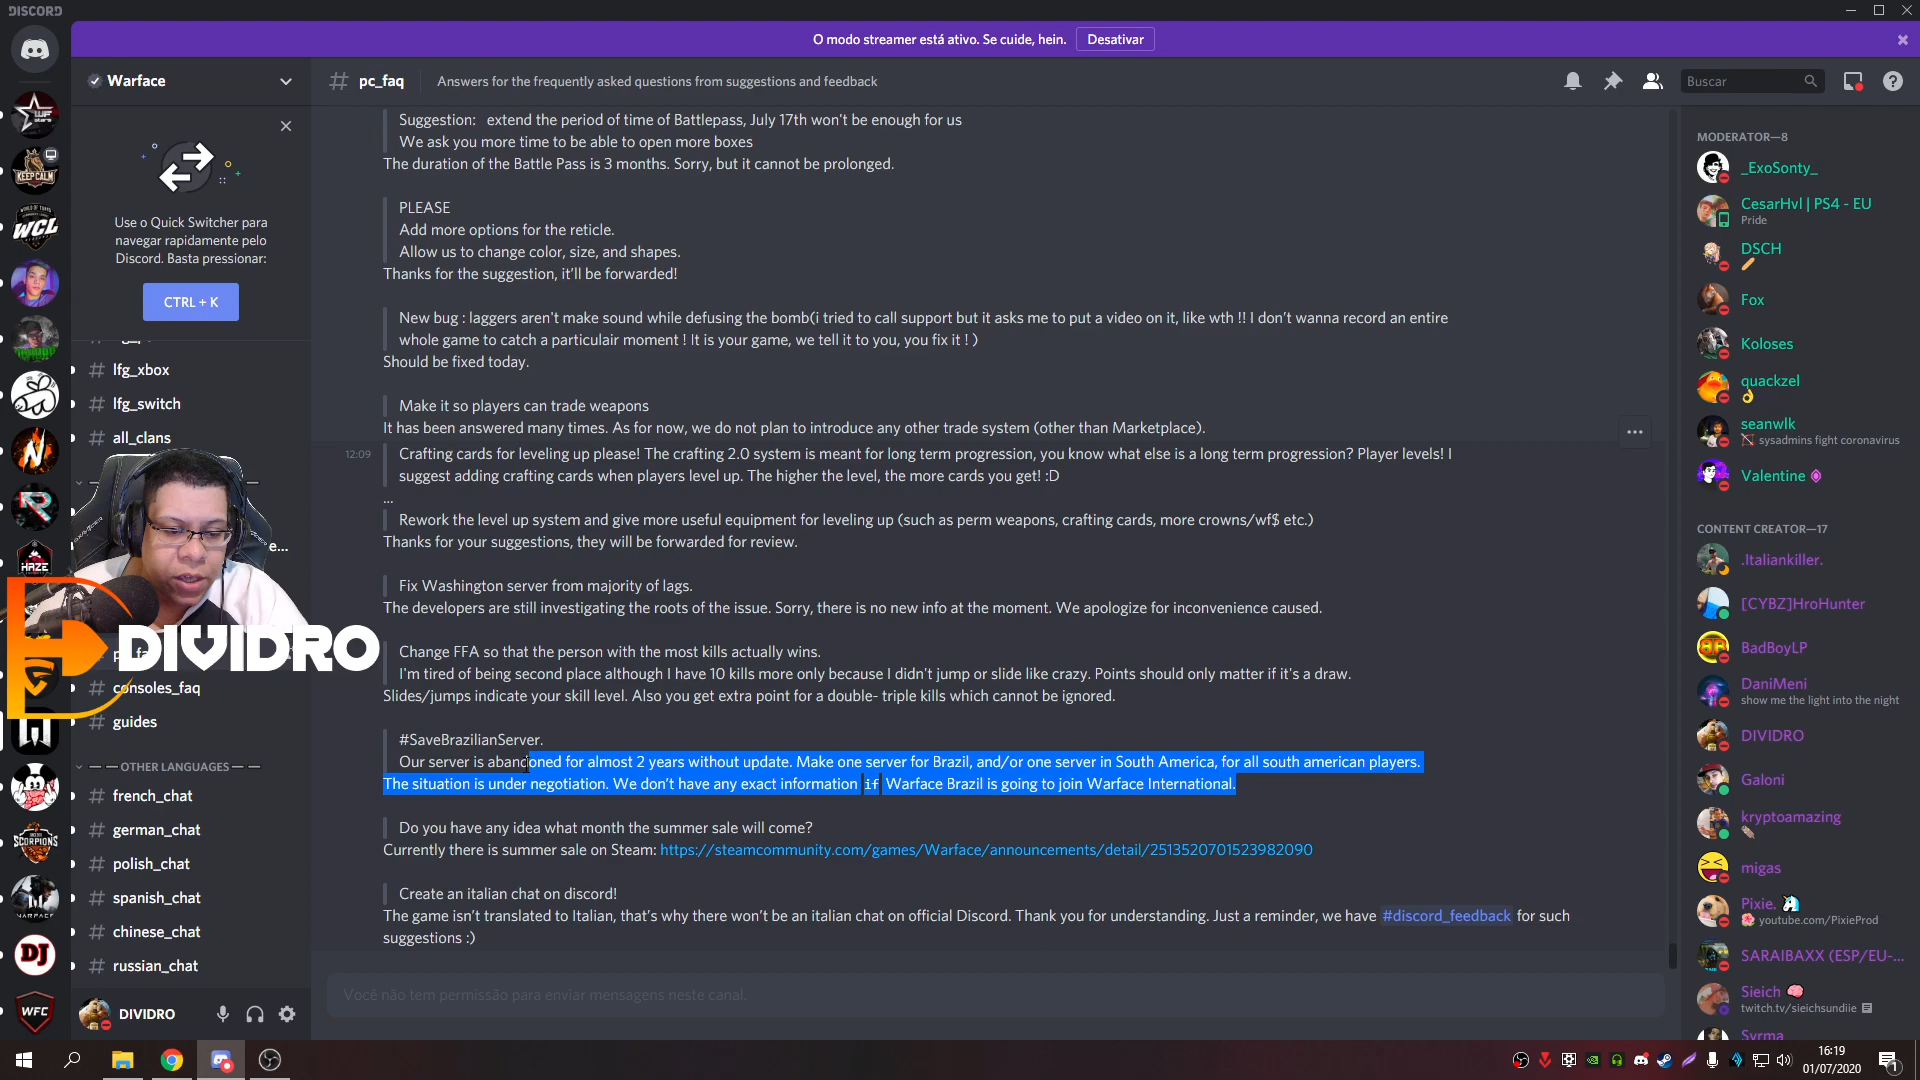 DISCORD
O modo streamer está ativo. Se cuide, hein.
Desativar
Warface
pc_faq
Answers for the frequently asked questions from suggestions and feedback
Buscar
Use o Quick Switcher para
navegar rapidamente pelo
Discord. Basta pressionar:
CTRL + K
lfg_xbox
lfg_switch
all_clans
e...
consoles_faq
guides
OTHER LANGUAGES
french_chat
german_chat
polish_chat
spanish_chat
chinese_chat
russian_chat
DIVIDRO
DIVIDRO
Suggestion: extend the period of time of Battlepass, July 17th won't be enough for us
We ask you more time to be able to open more boxes
The duration of the Battle Pass is 3 months. Sorry, but it cannot be prolonged.
PLEASE
Add more options for the reticle.
Allow us to change color, size, and shapes.
Thanks for the suggestion, it'll be forwarded!
New bug : laggers aren't make sound while defusing the bomb(i tried to call support but it asks me to put a video on it, like wth !! I don't wanna record an entire
whole game to catch a particulair moment ! It is your game, we tell it to you, you fix it ! )
Should be fixed today.
Make it so players can trade weapons
It has been answered many times. As for now, we do not plan to introduce any other trade system (other than Marketplace).
12:09
Crafting cards for leveling up please! The crafting 2.0 system is meant for long term progression, you know what else is a long term progression? Player levels! I
suggest adding crafting cards when players level up. The higher the level, the more cards you get! :D
...
Rework the level up system and give more useful equipment for leveling up (such as perm weapons, crafting cards, more crowns/wf$ etc.)
Thanks for your suggestions, they will be forwarded for review.
Fix Washington server from majority of lags.
The developers are still investigating the roots of the issue. Sorry, there is no new info at the moment. We apologize for inconvenience caused.
Change FFA so that the person with the most kills actually wins.
I'm tired of being second place although I have 10 kills more only because I didn't jump or slide like crazy. Points should only matter if it's a draw.
Slides/jumps indicate your skill level. Also you get extra point for a double- triple kills which cannot be ignored.
#SaveBrazilianServer.
Our server is abandoned for almost 2 years without update. Make one server for Brazil, and/or one server in South America, for all south american players.
The situation is under negotiation. We don't have any exact information if Warface Brazil is going to join Warface International.
Do you have any idea what month the summer sale will come?
Currently there is summer sale on Steam: https://steamcommunity.com/games/Warface/announcements/detail/2513520701523982090
Create an italian chat on discord!
The game isn't translated to Italian, that's why there won't be an italian chat on official Discord. Thank you for understanding. Just a reminder, we have #discord_feedback for such
suggestions :)
Você não tem permissão para enviar mensagens neste canal.
MODERATOR—8
_ExoSonty_
CesarHvl | PS4 - EU
Pride
DSCH
Fox
Koloses
quackzel
seanwlk
sysadmins fight coronavirus
Valentine
CONTENT CREATOR—17
.Italiankiller.
[CYBZ]HroHunter
BadBoyLP
DaniMeni
show me the light into the night
DIVIDRO
Galoni
kryptoamazing
migas
Pixie.
youtube.com/PixieProd
SARAIBAXX (ESP/EU-...
Sieich
twitch.tv/sieichsundiie
Syrma
WF
KEEP CALM
WCL
HAZE
SCORPIONS
WARFACE
DJ
WFC
16:19
01/07/2020
1